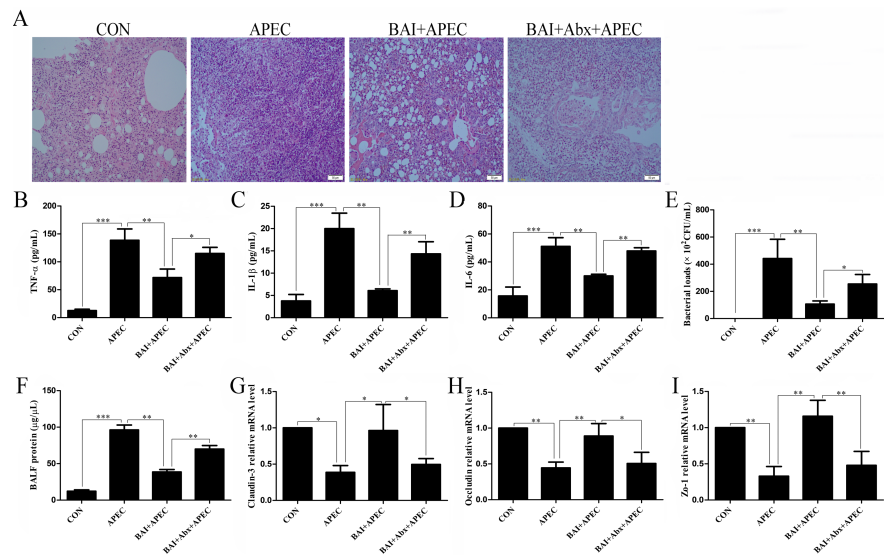 A
CON
APEC
BAI+APEC
BAI+Abx+APEC
B
TNF-α (pg/mL)
200
150
100
50
0
***
**
*
CON
APEC
BAI+APEC
BAI+Abx+APEC
C
IL-1β (pg/mL)
25
20
15
10
5
0
***
**
**
CON
APEC
BAI+APEC
BAI+Abx+APEC
D
IL-6 (pg/mL)
100
80
60
40
20
0
***
**
**
CON
APEC
BAI+APEC
BAI+Abx+APEC
E
Bacterial loads (× 10²CFU/mL)
800
600
400
200
0
***
**
*
CON
APEC
BAI+APEC
BAI+Abx+APEC
F
BALF protein (μg/μL)
150
100
50
0
***
**
**
CON
APEC
BAI+APEC
BAI+Abx+APEC
G
Claudin-3 relative mRNA level
1.5
1.0
0.5
0.0
*
*
*
CON
APEC
BAI+APEC
BAI+Abx+APEC
H
Occludin relative mRNA level
1.5
1.0
0.5
0.0
**
**
*
CON
APEC
BAI+APEC
BAI+Abx+APEC
I
Zo-1 relative mRNA level
1.5
1.0
0.5
0.0
**
**
**
CON
APEC
BAI+APEC
BAI+Abx+APEC